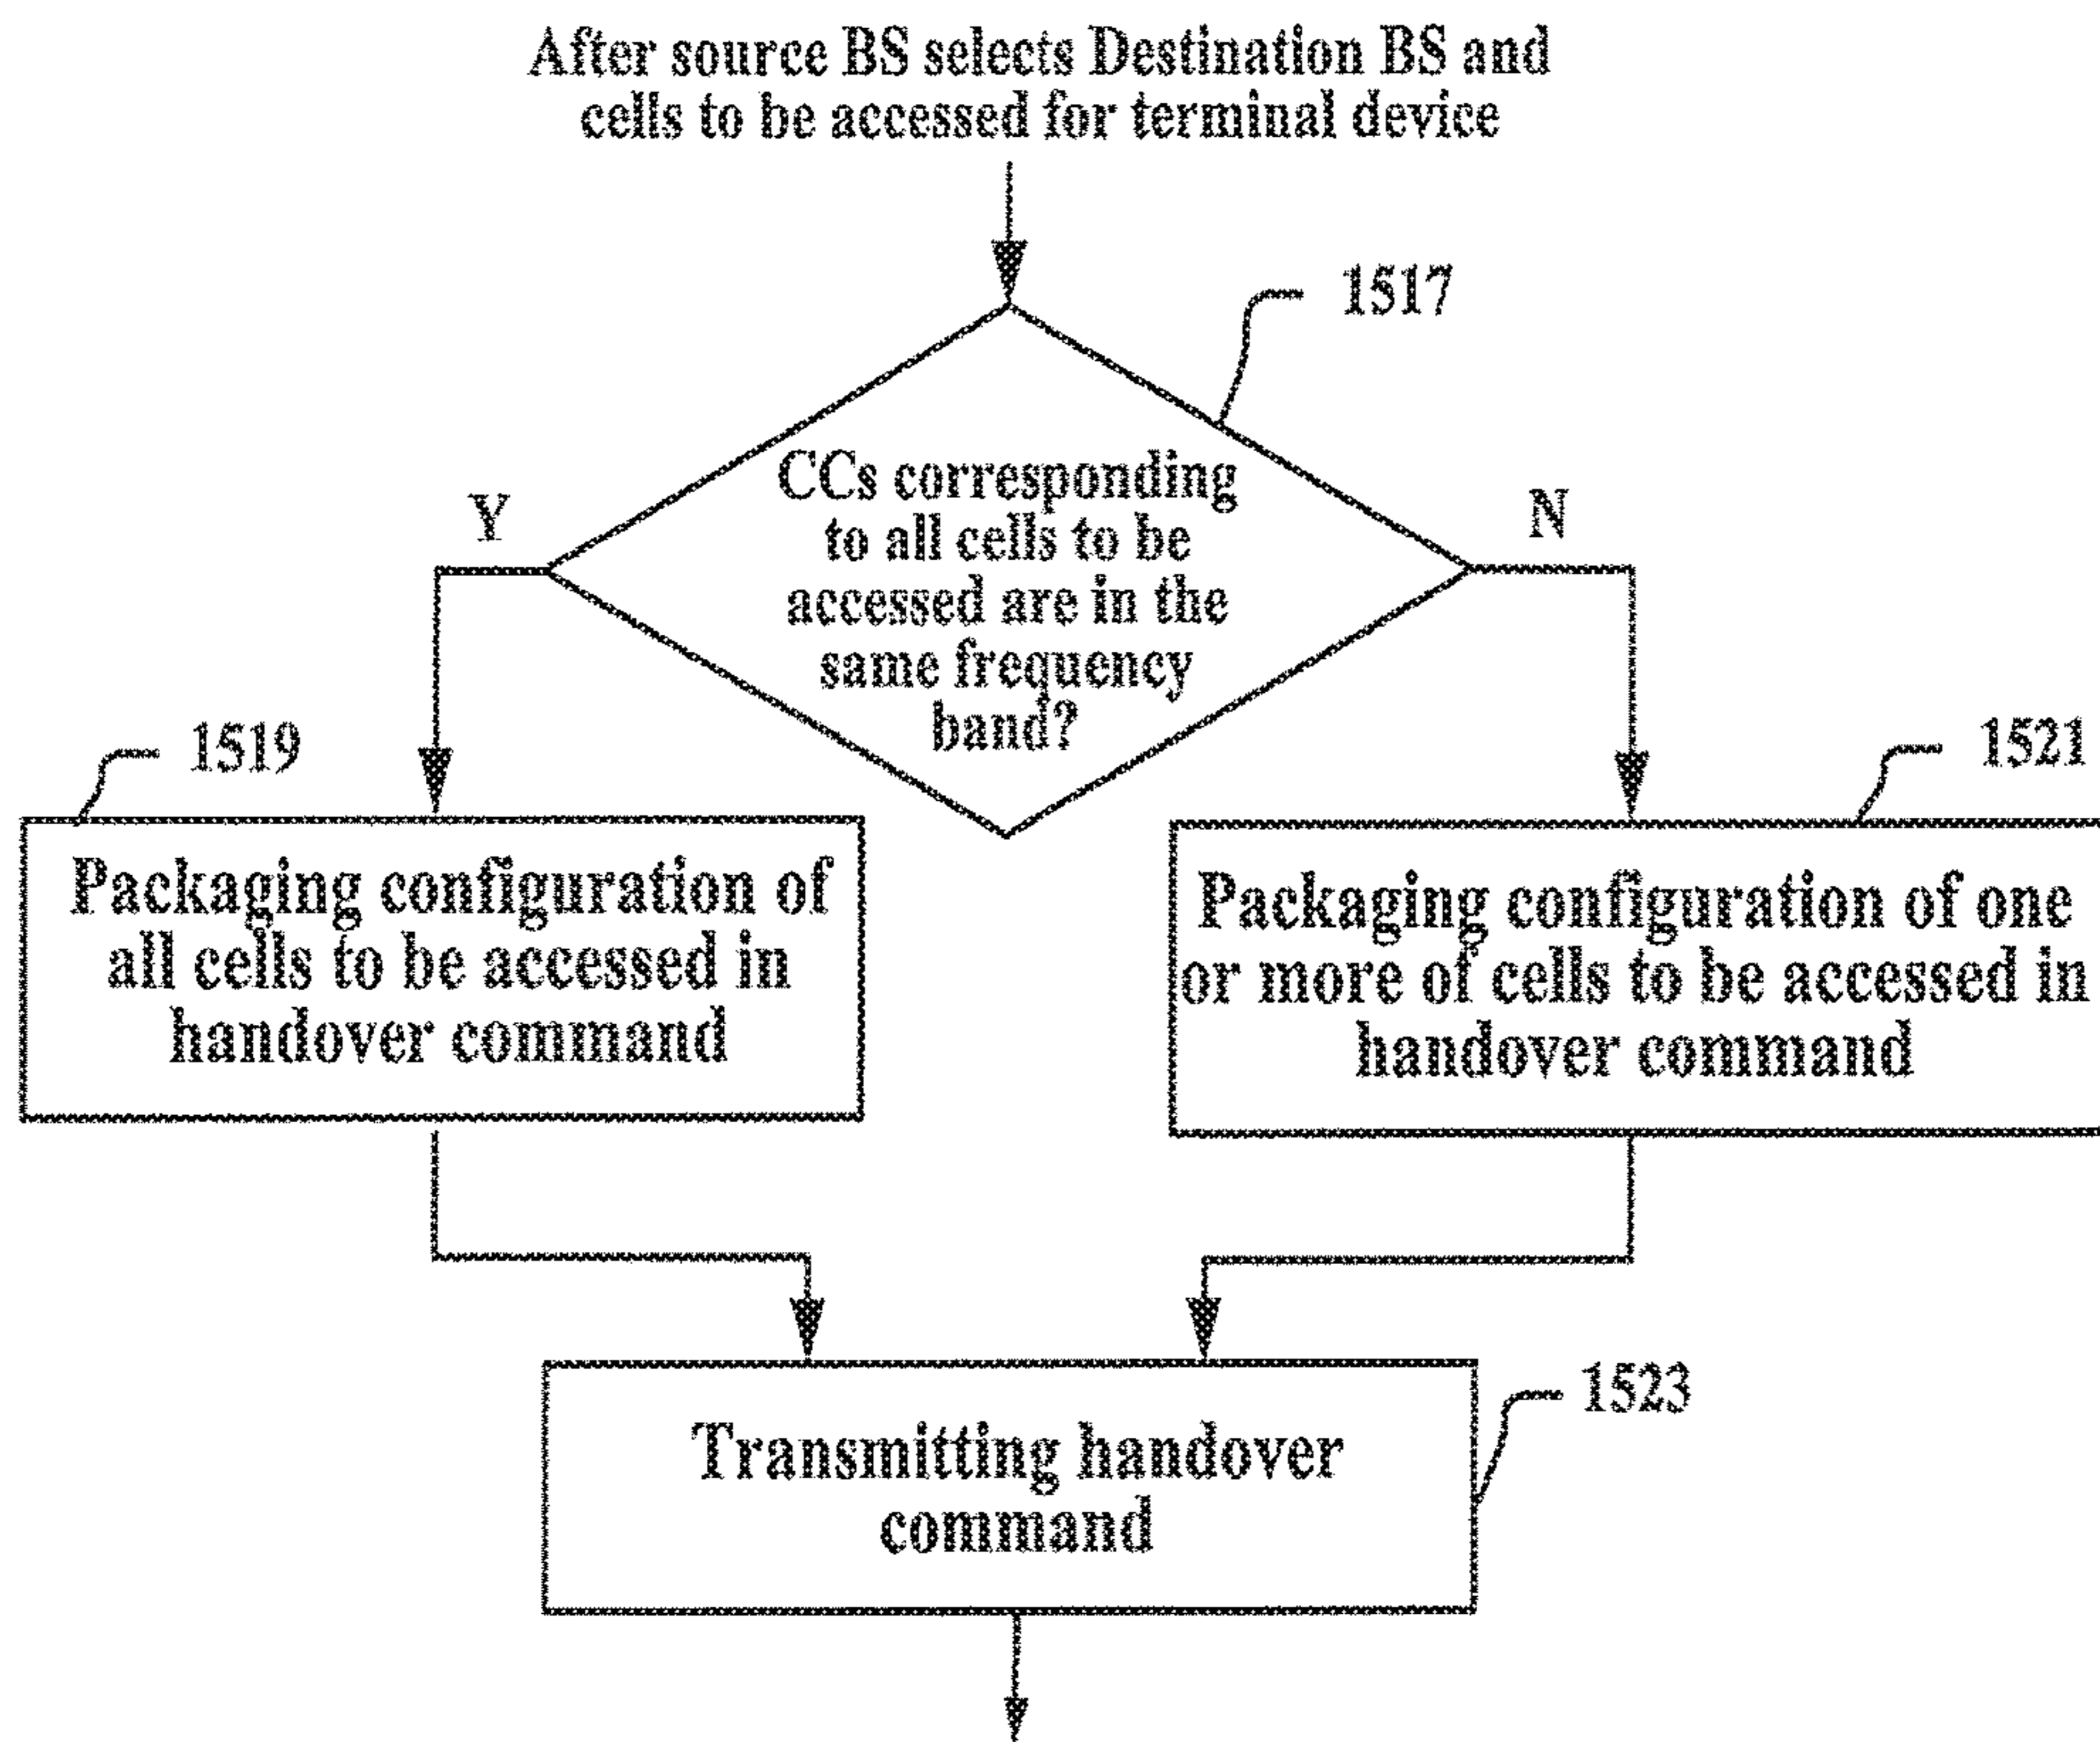 After source BS selects Destination BS and
cells to be accessed for terminal device
1517
CCs corresponding
to all cells to be
accessed are in the
same frequency
band?
Y
N
1519
1521
Packaging configuration of
all cells to be accessed in
handover command
Packaging configuration of one
or more of cells to be accessed in
handover command
1523
Transmitting handover
command